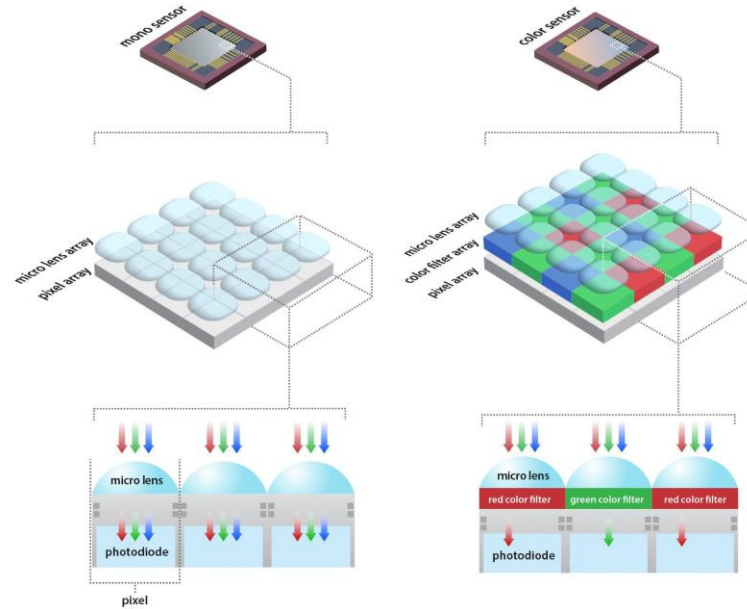 mono sensor
color sensor
micro lens array
pixel array
micro lens array
color filter array
pixel array
micro lens
photodiode
pixel
micro lens
red color filter
green color filter
red color filter
photodiode